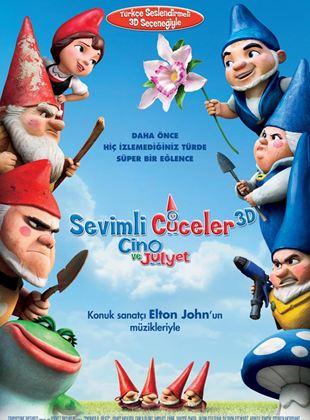 Türkçe Seslendirmeli
3D Seçeneğiyle
DAHA ÖNCE
HİÇ İZLEMEDİĞİNİZ TÜRDE
SÜPER BİR EĞLENCE
Sevimli Cüceler 3D
Cino
ve Jülyet
Konuk sanatçı Elton John'un
müzikleriyle